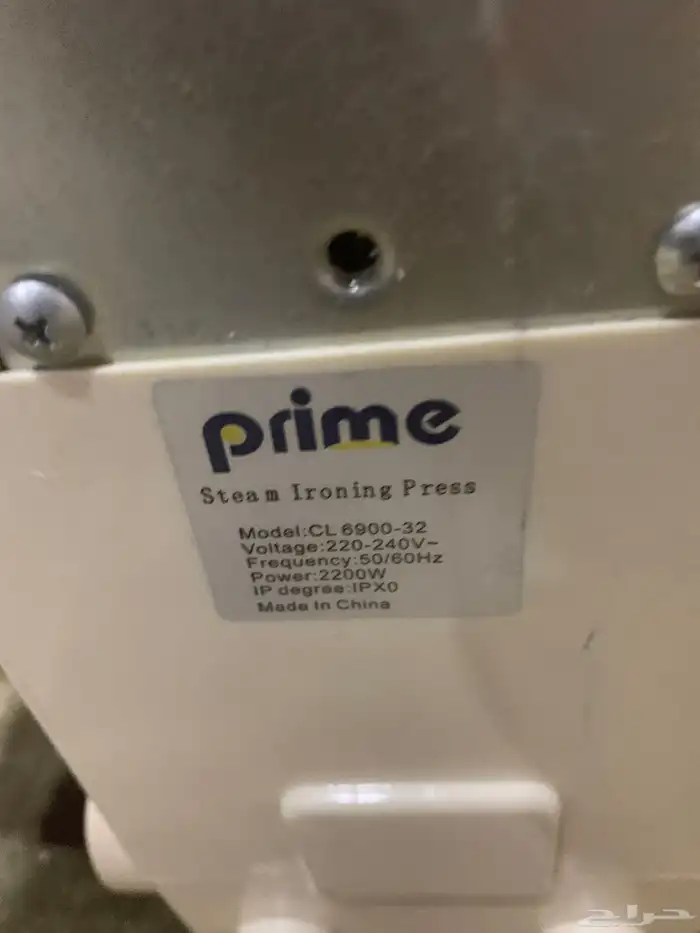 prime
Steam Ironing Press
Model:CL 6900-32
Voltage:220-240V~
Frequency:50/60Hz
Power:2200W
IP degree:IPX0
Made In China
حراج